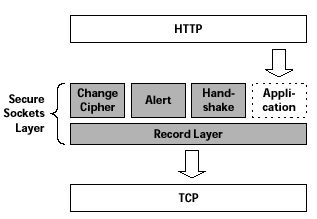 HTTP
Secure
Sockets
Layer
Change
Cipher
Alert
Hand-
shake
Appli-
cation
Record Layer
TCP